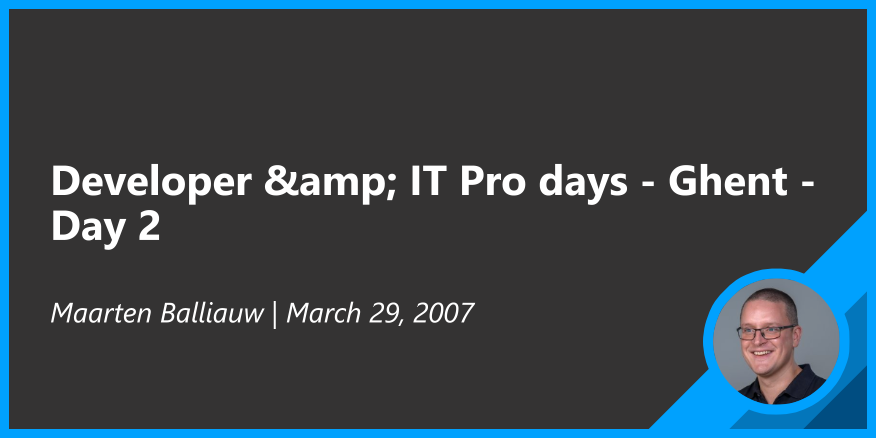 Developer &amp; IT Pro days - Ghent -
Day 2
Maarten Balliauw | March 29, 2007